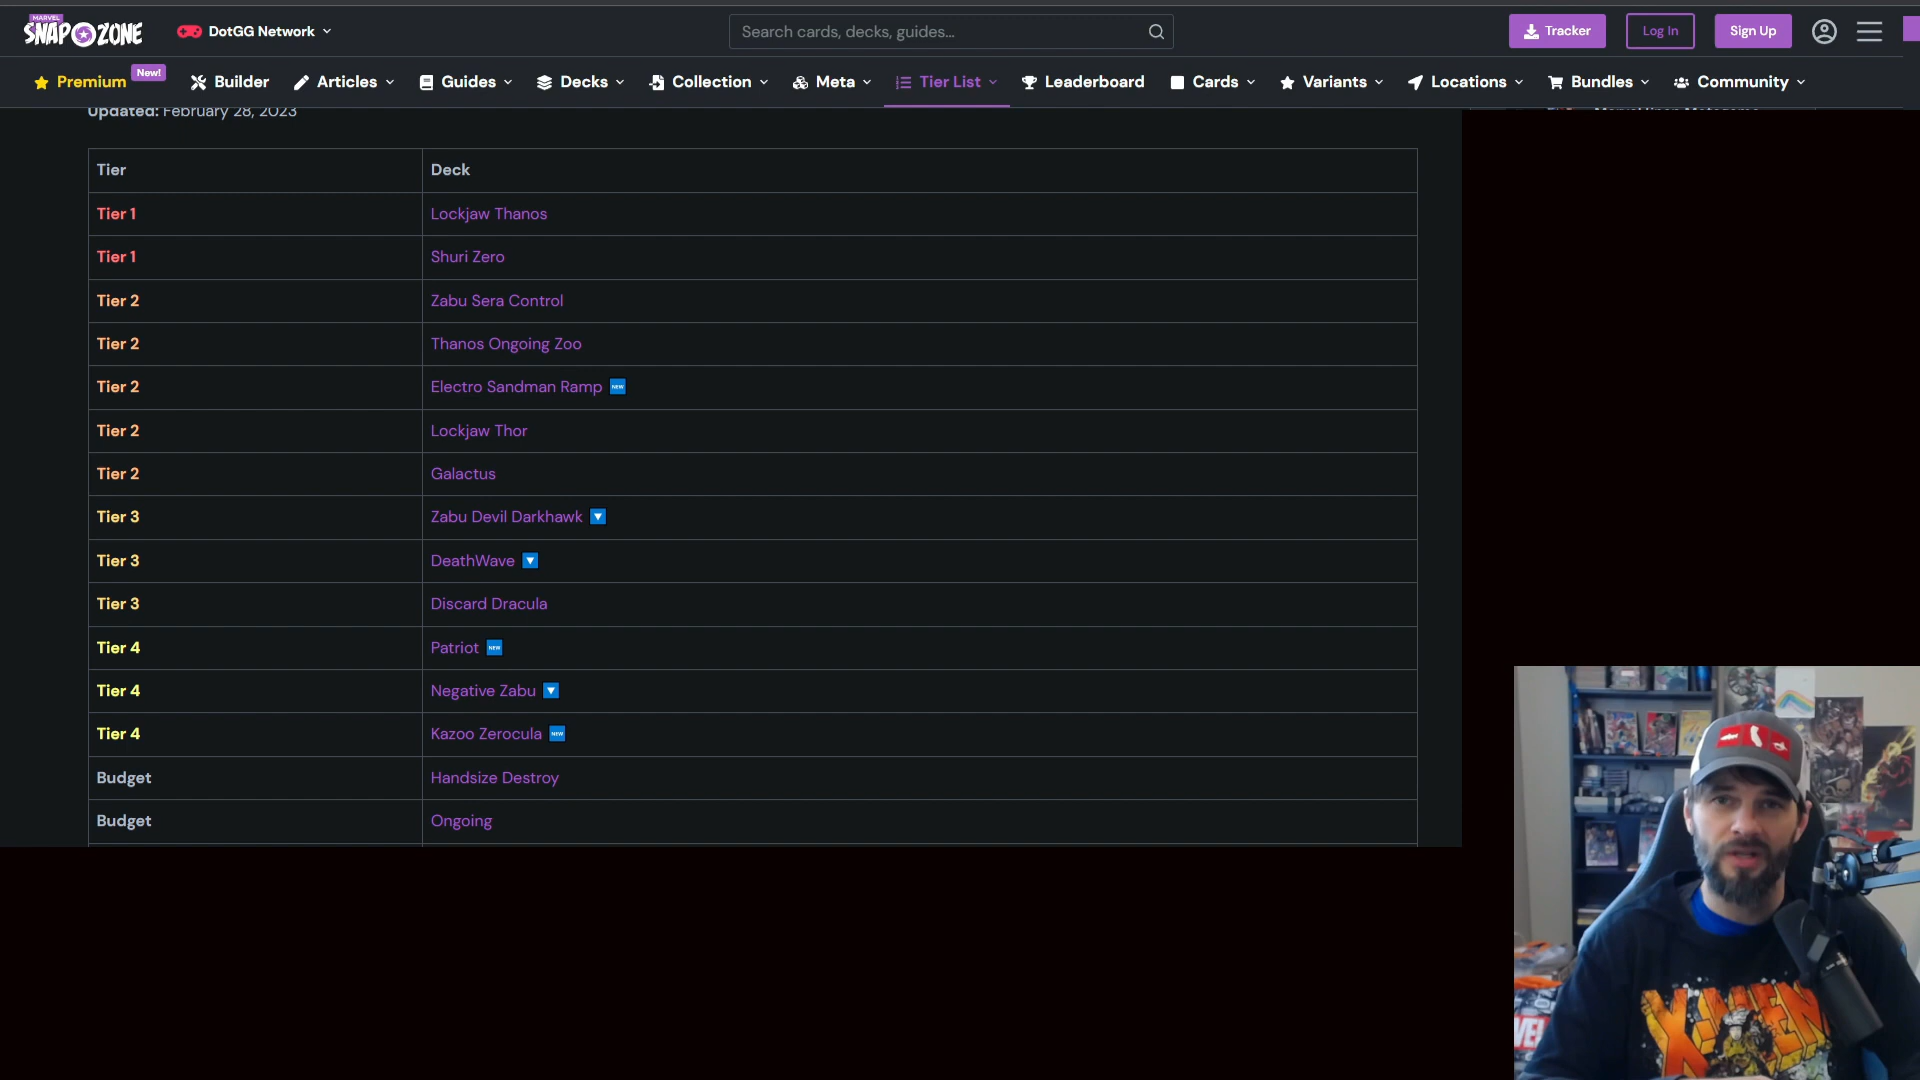 MARVEL
SNAP ZONE
DotGG Network
Search cards, decks, guides...
Tracker
Log In
Sign Up
Premium
New!
Builder
Articles
Guides
Decks
Collection
Meta
Tier List
Leaderboard
Cards
Variants
Locations
Bundles
Community
Updated: February 28, 2023
Tier Deck
Tier 1 Lockjaw Thanos
Tier 1 Shuri Zero
Tier 2 Zabu Sera Control
Tier 2 Thanos Ongoing Zoo
Tier 2 Electro Sandman Ramp NEW
Tier 2 Lockjaw Thor
Tier 2 Galactus
Tier 3 Zabu Devil Darkhawk
Tier 3 DeathWave
Tier 3 Discard Dracula
Tier 4 Patriot NEW
Tier 4 Negative Zabu
Tier 4 Kazoo Zerocula NEW
Budget Handsize Destroy
Budget Ongoing
X-MEN